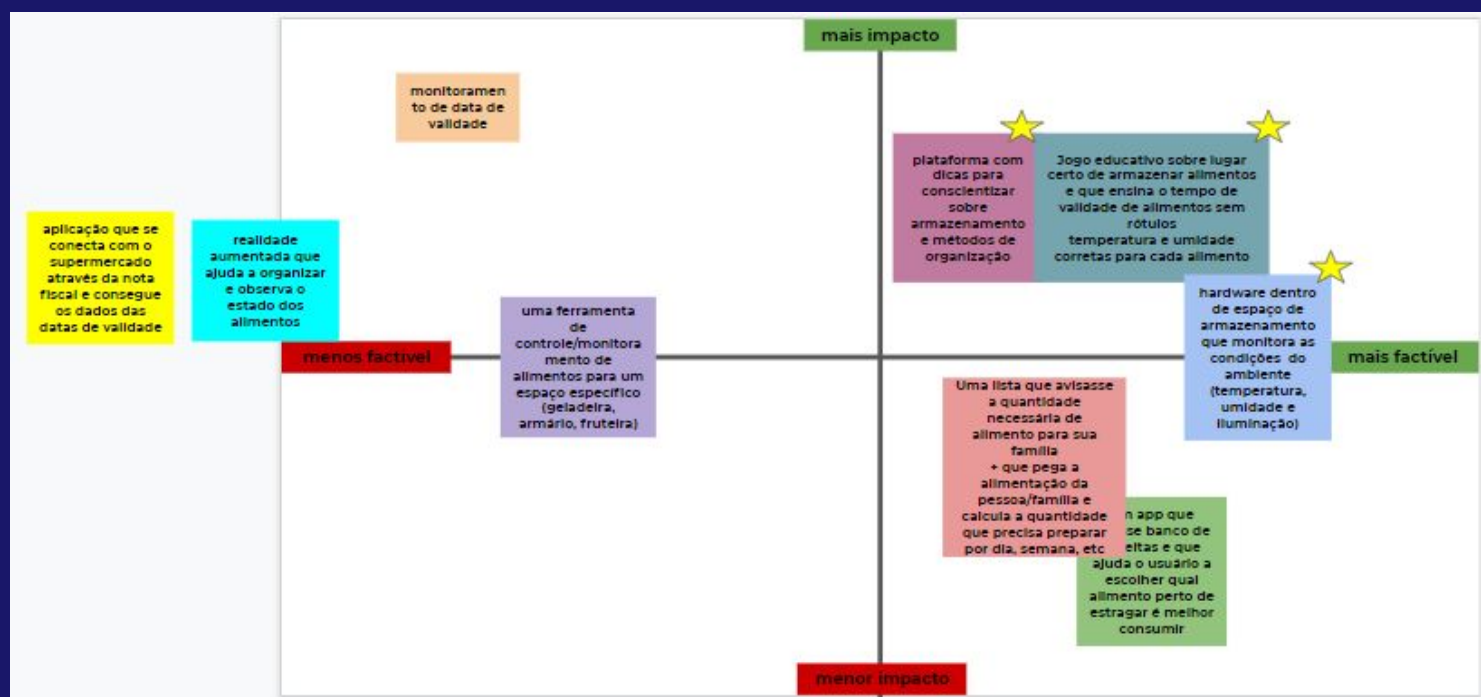 mais impacto
monitoramen
to de data de
validade
plataforma com
dicas para
conscientizar
sobre
armazenamento
e métodos de
organização
Jogo educativo sobre lugar
certo de armazenar alimentos
e que ensina o tempo de
validade de alimentos sem
rótulos
temperatura e umidade
corretas para cada alimento
aplicação que se
conecta com o
supermercado
através da nota
fiscal e consegue
os dados das
datas de validade
realidade
aumentada que
ajuda a organizar
e observa o
estado dos
alimentos
uma ferramenta
de
controle/monitora
mento de
alimentos para um
espaço específico
(geladeira,
armário, fruteira)
hardware dentro
de espaço de
armazenamento
que monitora as
condições do
ambiente
(temperatura,
umidade e
iluminação)
menos factível
mais factível
Uma lista que avisasse
a quantidade
necessária de
alimento para sua
família
+ que pega a
alimentação da
pessoa/família e
calcula a quantidade
que precisa preparar
por dia, semana, etc
app que
banco de
e que
ajuda o usuário a
escolher qual
alimento perto de
estragar é melhor
consumir
menor impacto